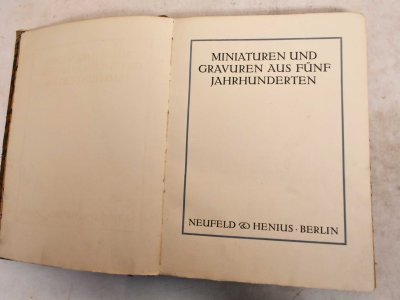 MINIATUREN UND
GRAVUREN AUS FÜNF
JAHRHUNDERTEN
NEUFELD & HENIUS · BERLIN